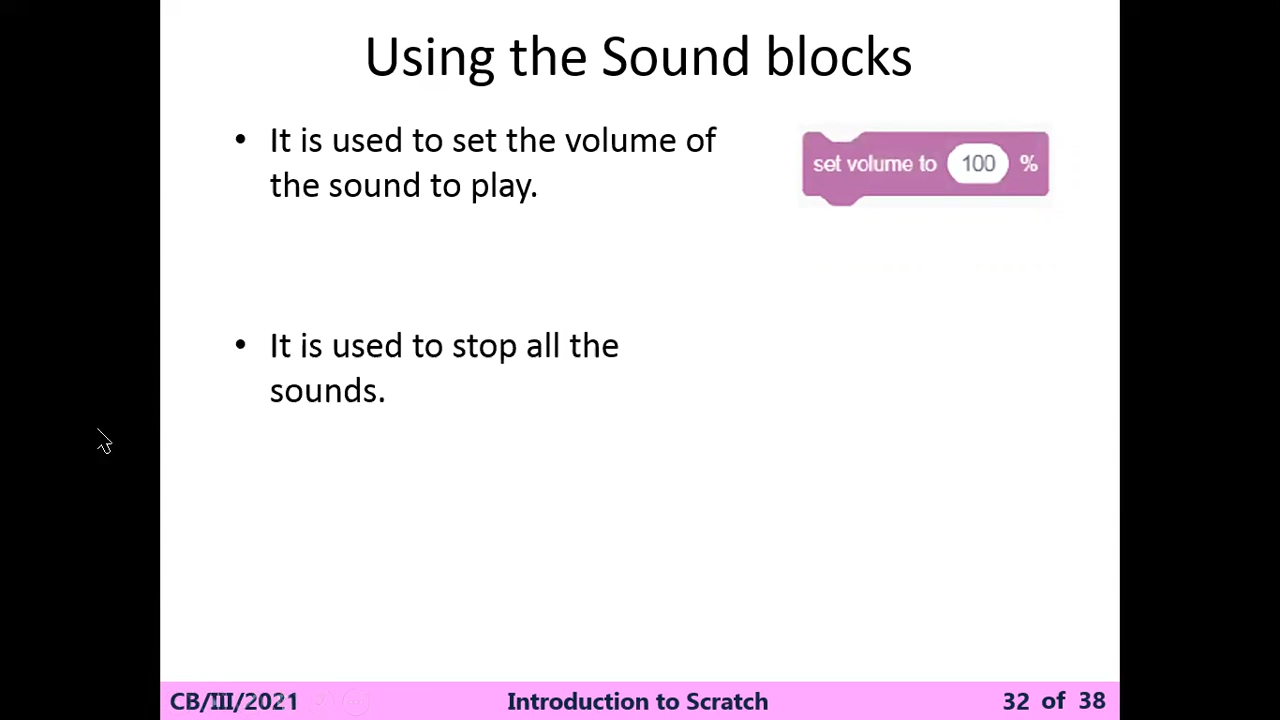 Using the Sound blocks
• It is used to set the volume of
the sound to play.
set volume to 100 %
• It is used to stop all the
sounds.
CB/III/2021 Introduction to Scratch 32 of 38